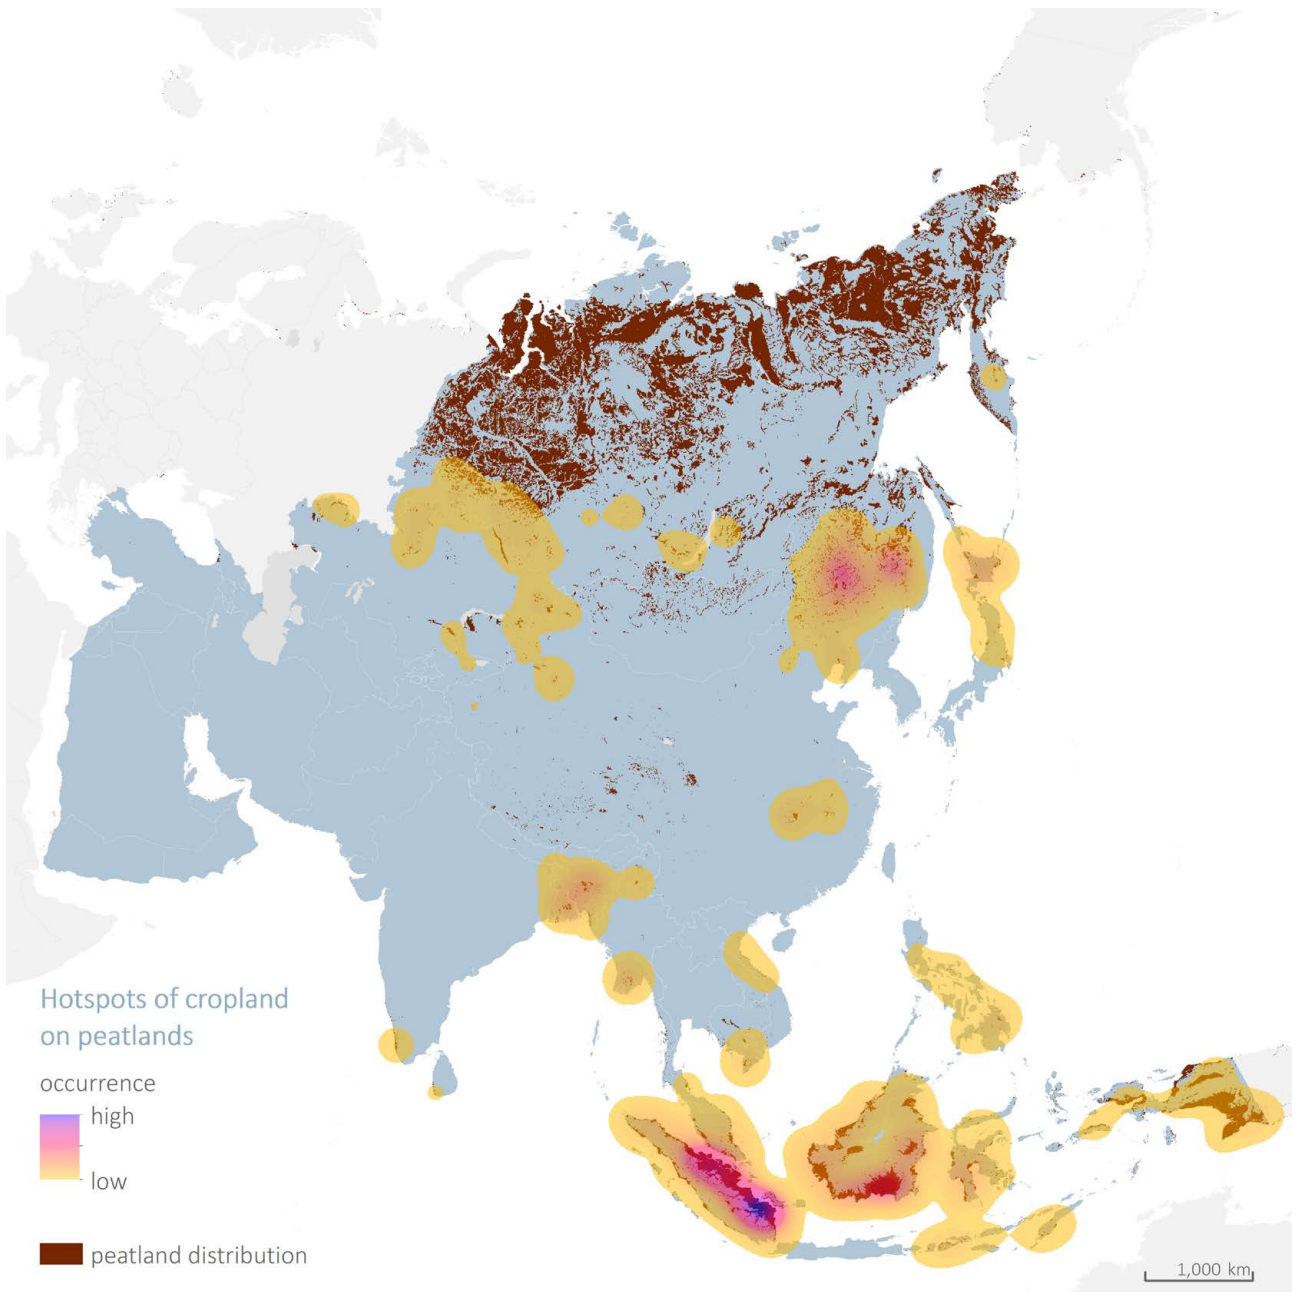 Hotspots of cropland
on peatlands
occurrence
high
low
peatland distribution
1,000 km